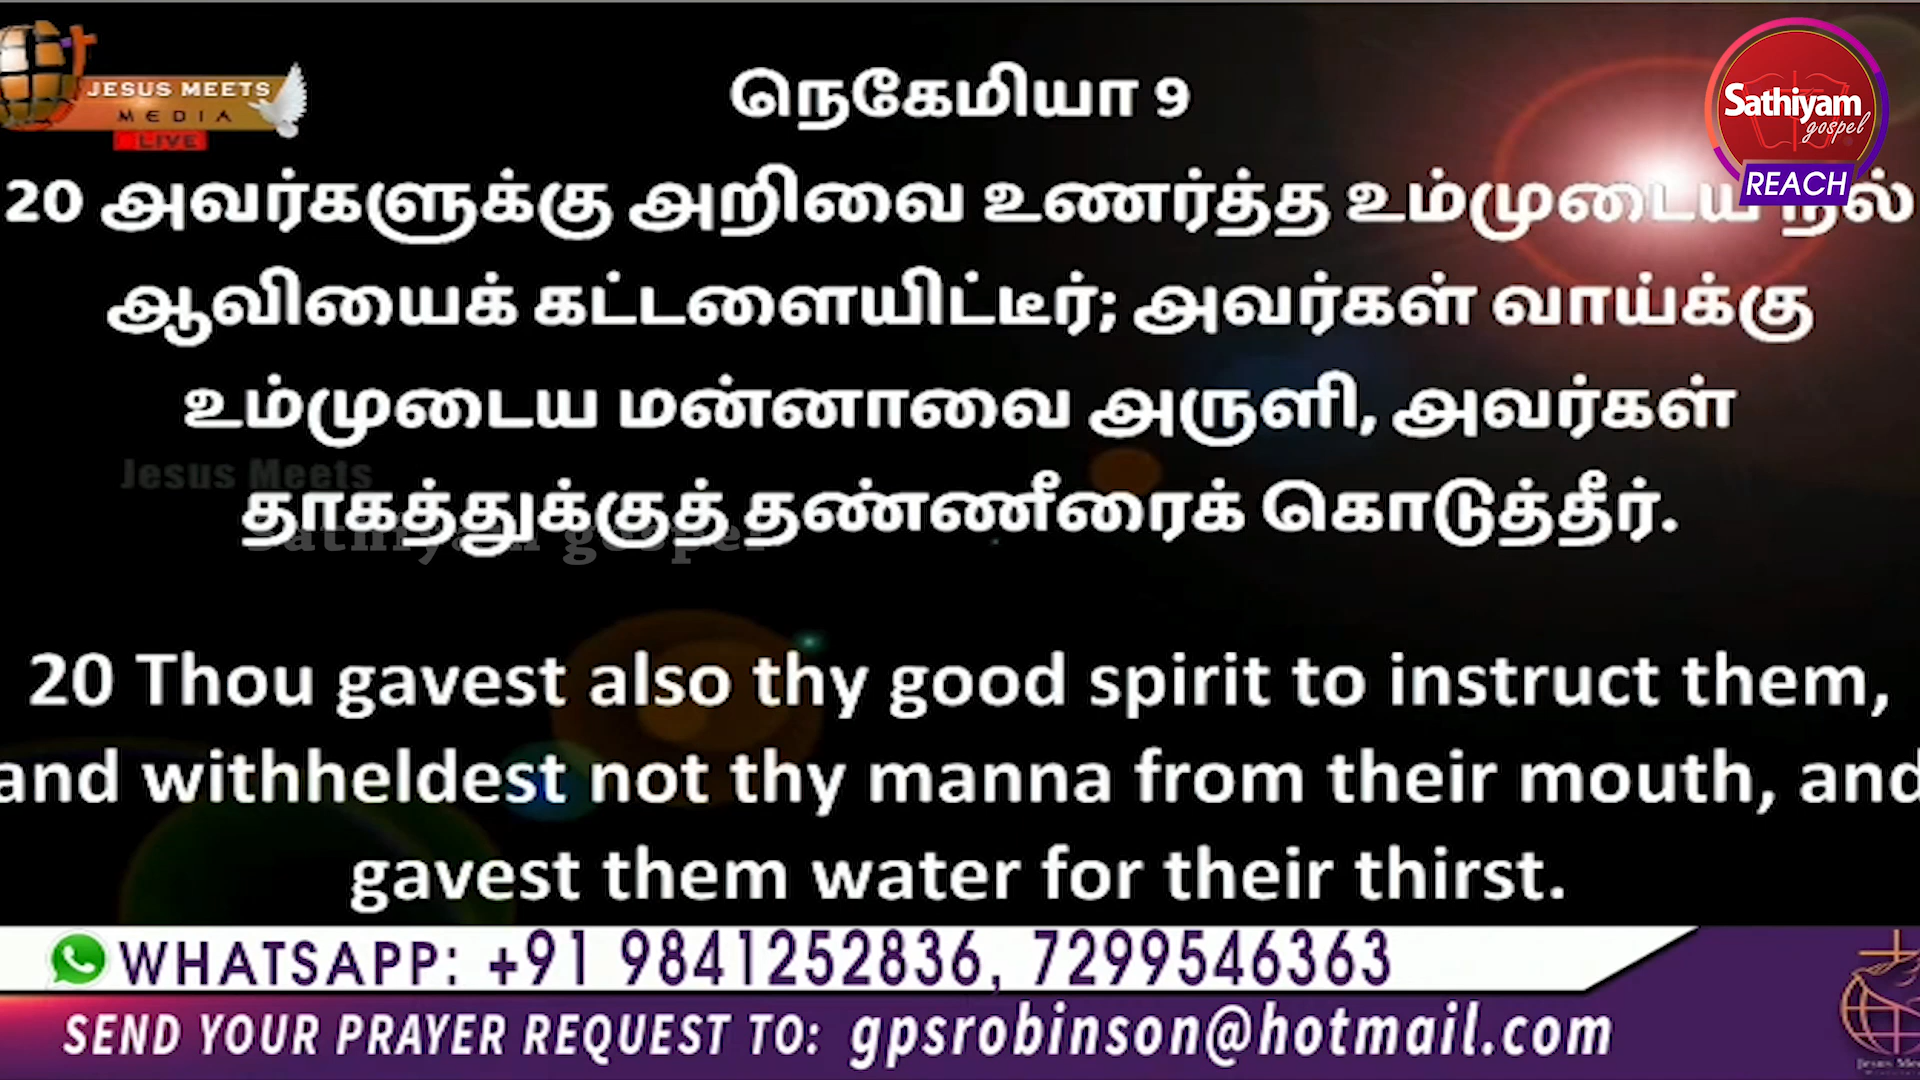 JESUS MEETS
MEDIA
LIVE
Sathiyam
gospel
REACH
நெகேமியா 9
20 அவர்களுக்கு அறிவை உணர்த்த உம்முடைய நல்
ஆவியைக் கட்டளையிட்டீர்; அவர்கள் வாய்க்கு
உம்முடைய மன்னாவை அருளி, அவர்கள்
Jesus Meets
தாகத்துக்குத் தண்ணீரைக் கொடுத்தீர்.
Sathiyam gospel
20 Thou gavest also thy good spirit to instruct them,
and withheldest not thy manna from their mouth, and
gavest them water for their thirst.
WHATSAPP: +91 9841252836, 7299546363
SEND YOUR PRAYER REQUEST TO: gpsrobinson@hotmail.com